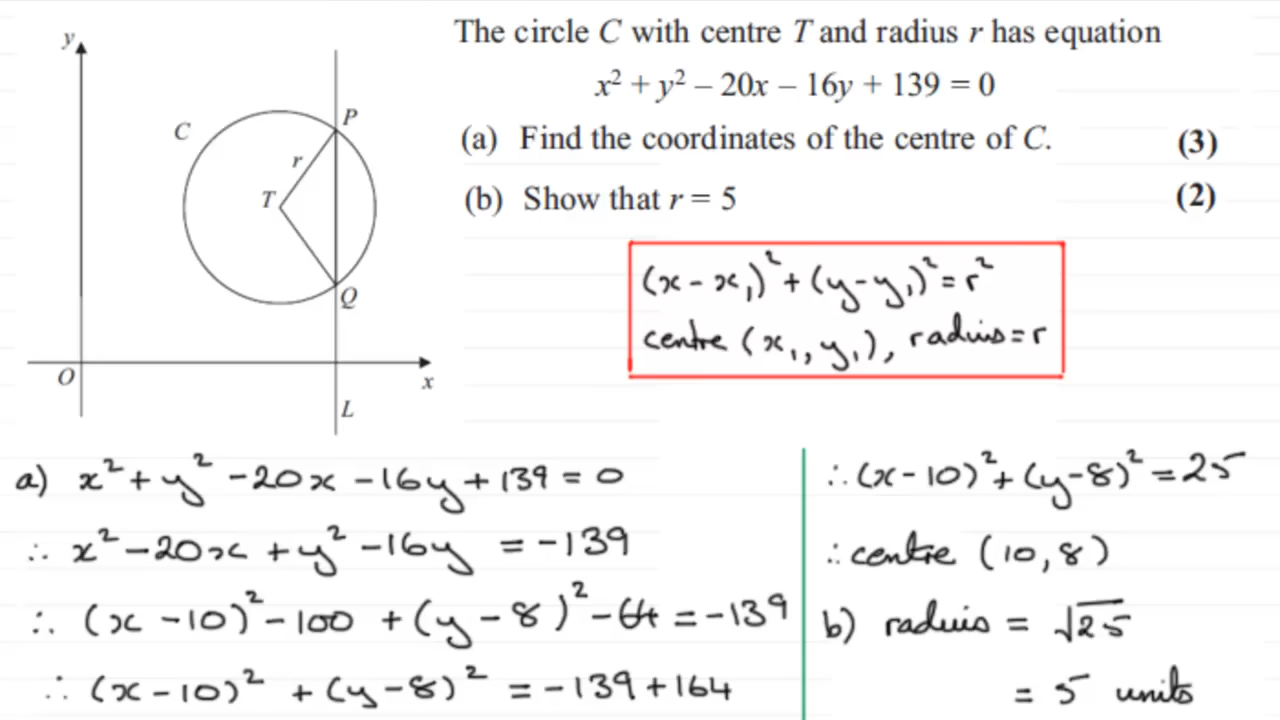 The circle C with centre T and radius r has equation
x² + y² – 20x – 16y + 139 = 0
(a) Find the coordinates of the centre of C. (3)
(b) Show that r = 5 (2)
y
C
P
r
T
Q
O
x
L
(x - x₁)² + (y - y₁)² = r²
centre (x₁, y₁), radius = r
a) x² + y² - 20x - 16y + 139 = 0
∴ x² - 20x + y² - 16y = -139
∴ (x - 10)² - 100 + (y - 8)² - 64 = -139
∴ (x - 10)² + (y - 8)² = -139 + 164
∴ (x - 10)² + (y - 8)² = 25
∴ centre (10, 8)
b) radius = √25
= 5 units